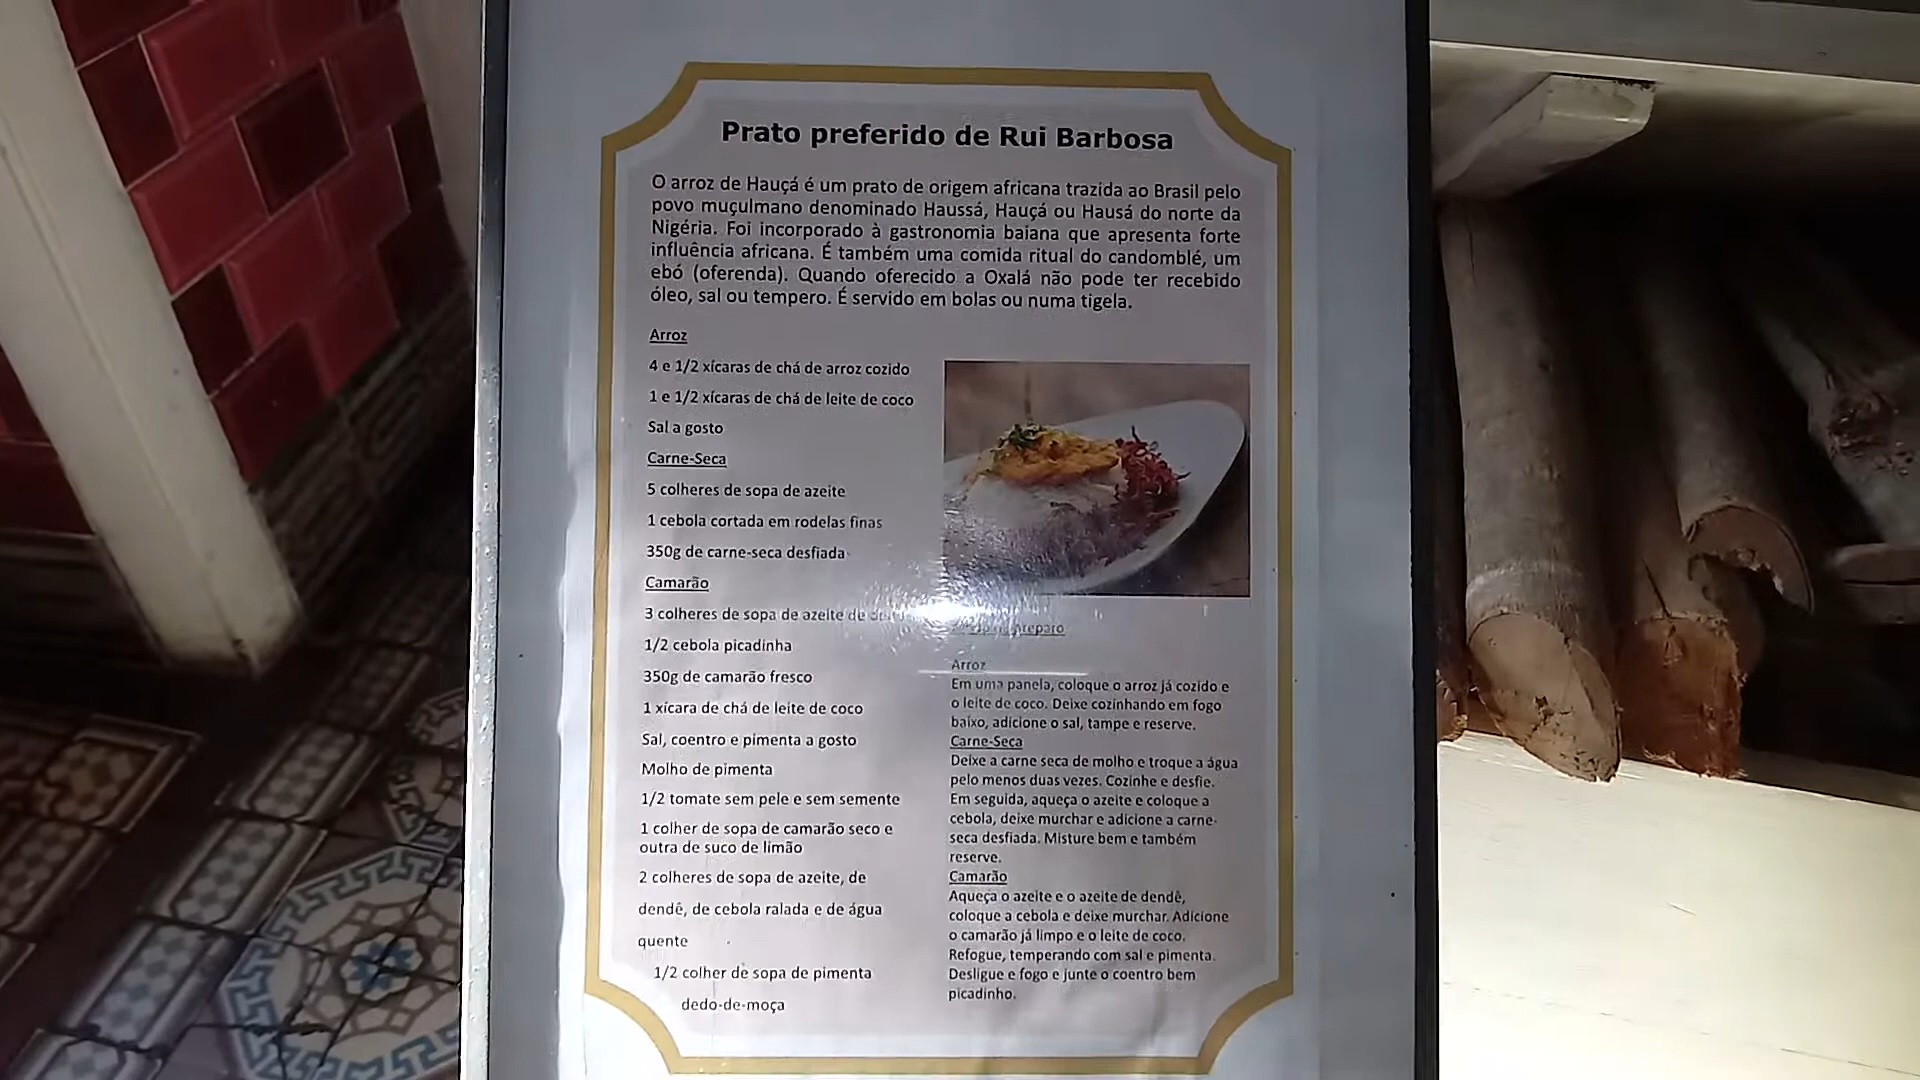 Prato preferido de Rui Barbosa
O arroz de Hauçá é um prato de origem africana trazida ao Brasil pelo
povo muçulmano denominado Haussá, Hauçá ou Hausá do norte da
Nigéria. Foi incorporado à gastronomia baiana que apresenta forte
influência africana. É também uma comida ritual do candomblé, um
ebó (oferenda). Quando oferecido a Oxalá não pode ter recebido
óleo, sal ou tempero. É servido em bolas ou numa tigela.
Arroz
4 e 1/2 xícaras de chá de arroz cozido
1 e 1/2 xícaras de chá de leite de coco
Sal a gosto
Carne-Seca
5 colheres de sopa de azeite
1 cebola cortada em rodelas finas
350g de carne-seca desfiada
Camarão
3 colheres de sopa de azeite de
1/2 cebola picadinha
350g de camarão fresco
1 xícara de chá de leite de coco
Sal, coentro e pimenta a gosto
Molho de pimenta
1/2 tomate sem pele e sem semente
1 colher de sopa de camarão seco e
outra de suco de limão
2 colheres de sopa de azeite, de
dendê, de cebola ralada e de água
quente
1/2 colher de sopa de pimenta
dedo-de-moça
Arroz
Em uma panela, coloque o arroz já cozido e
o leite de coco. Deixe cozinhando em fogo
baixo, adicione o sal, tampe e reserve.
Carne-Seca
Deixe a carne seca de molho e troque a água
pelo menos duas vezes. Cozinhe e desfie.
Em seguida, aqueça o azeite e coloque a
cebola, deixe murchar e adicione a carne-
seca desfiada. Misture bem e também
reserve.
Camarão
Aqueça o azeite e o azeite de dendê,
coloque a cebola e deixe murchar. Adicione
o camarão já limpo e o leite de coco.
Refogue, temperando com sal e pimenta.
Desligue e fogo e junte o coentro bem
picadinho.